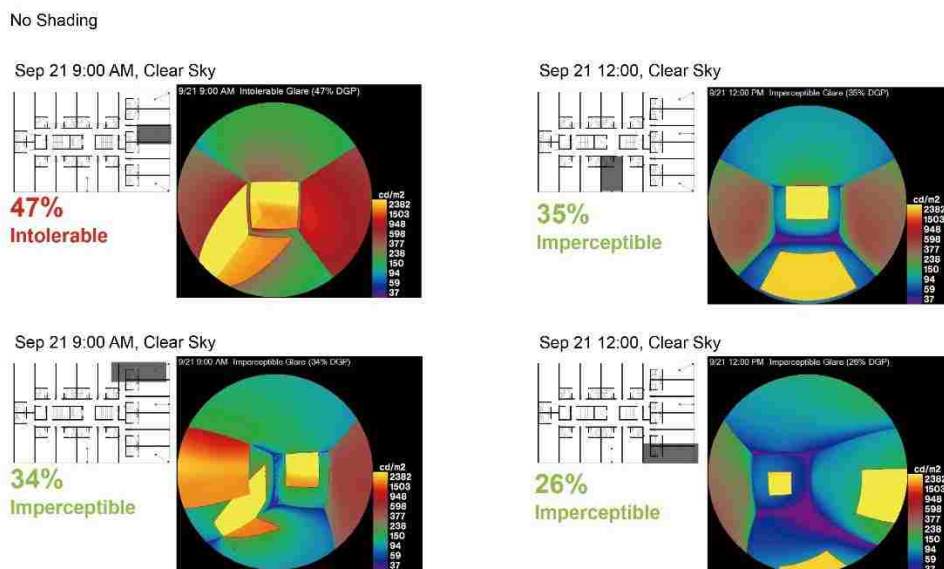 No Shading
Sep 21 9:00 AM, Clear Sky
9/21 9:00 AM Intolerable Glare (47% DGP)
cd/m2
2382
1503
948
598
377
238
150
94
59
37
47%
Intolerable
Sep 21 12:00, Clear Sky
9/21 12:00 PM Imperceptible Glare (35% DGP)
cd/m2
2382
1503
948
598
377
238
150
94
59
37
35%
Imperceptible
Sep 21 9:00 AM, Clear Sky
9/21 9:00 AM Imperceptible Glare (34% DGP)
cd/m2
2382
1503
948
598
377
238
150
94
59
37
34%
Imperceptible
Sep 21 12:00, Clear Sky
9/21 12:00 PM Imperceptible Glare (26% DGP)
cd/m2
2382
1503
948
598
377
238
150
94
59
37
26%
Imperceptible